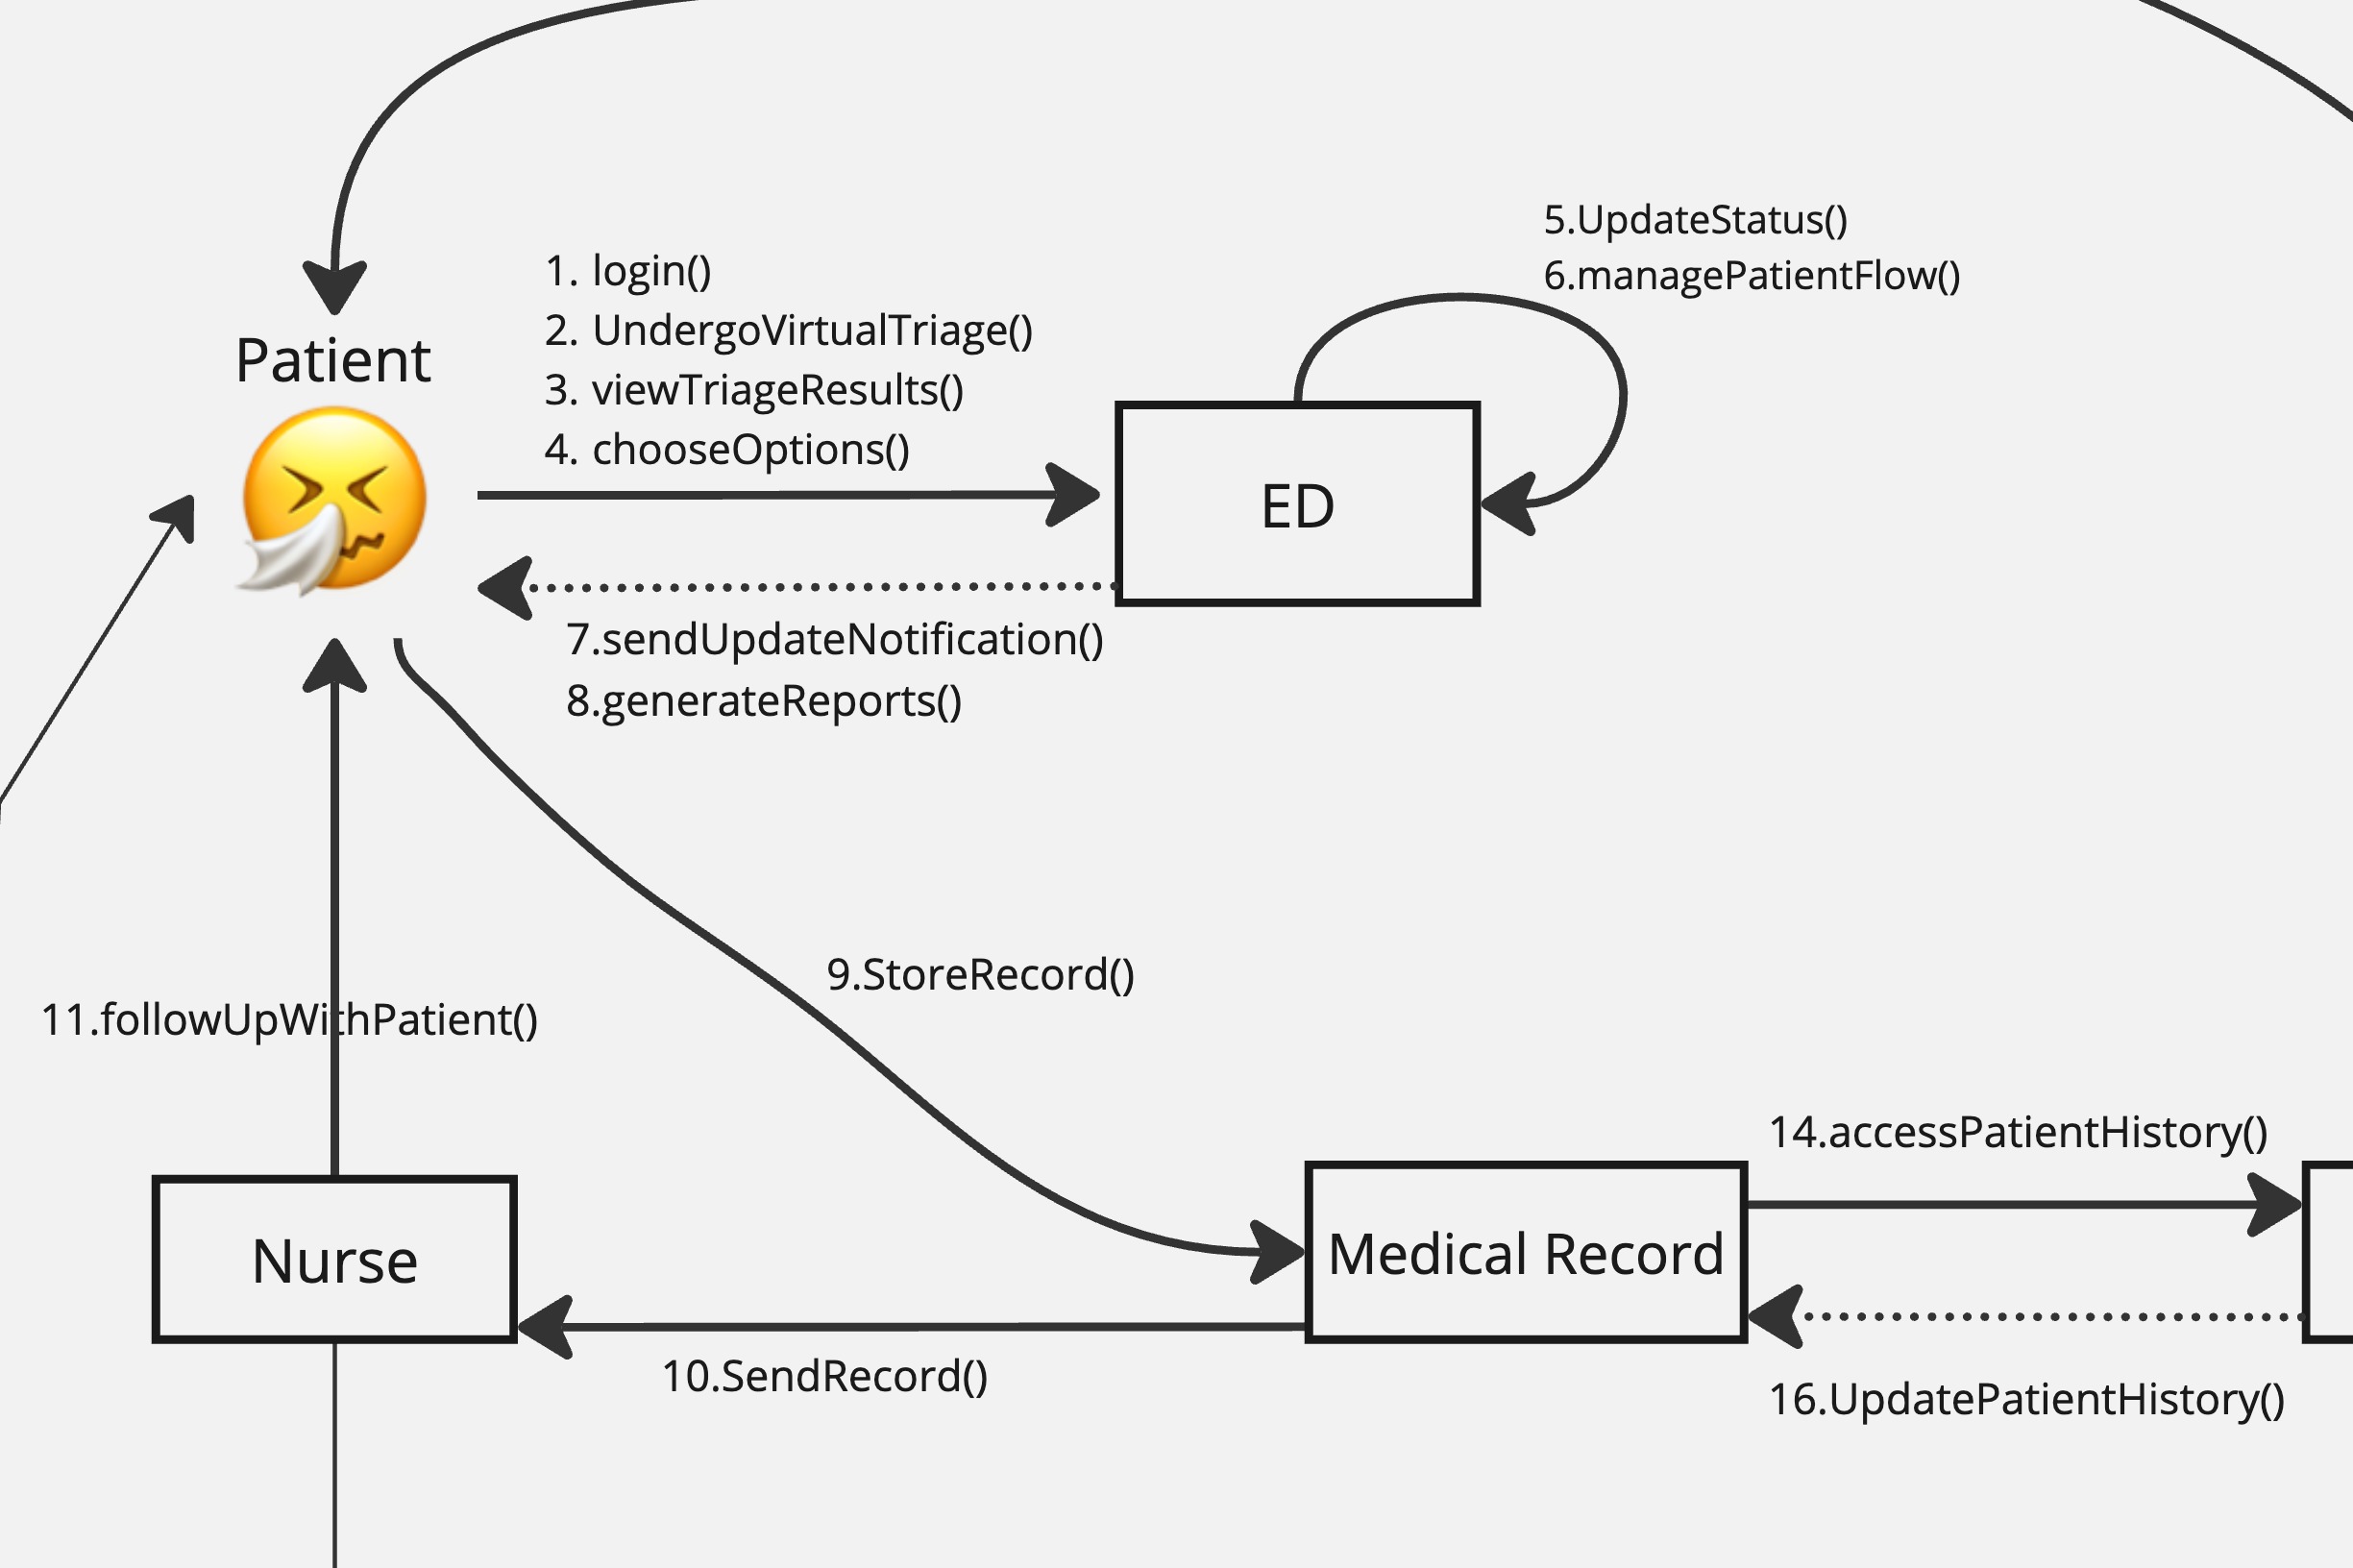 5.UpdateStatus()
6.managePatientFlow()
1. login()
2. UndergoVirtualTriage()
3. viewTriageResults()
4. chooseOptions()
Patient
ED
7.sendUpdateNotification()
8.generateReports()
9.StoreRecord()
11.followUpWithPatient()
14.accessPatientHistory()
Nurse
Medical Record
10.SendRecord()
16.UpdatePatientHistory()